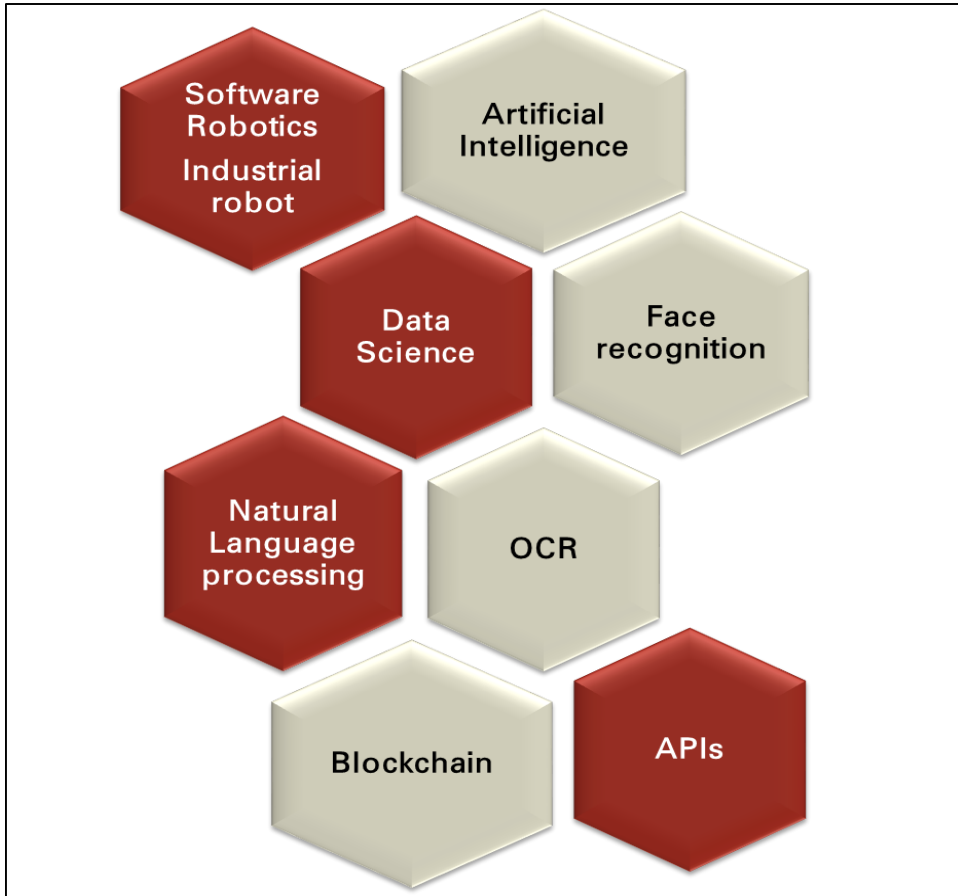 Software
Robotics
Industrial
robot
Artificial
Intelligence
Data
Science
Face
recognition
Natural
Language
processing
OCR
Blockchain
APIs